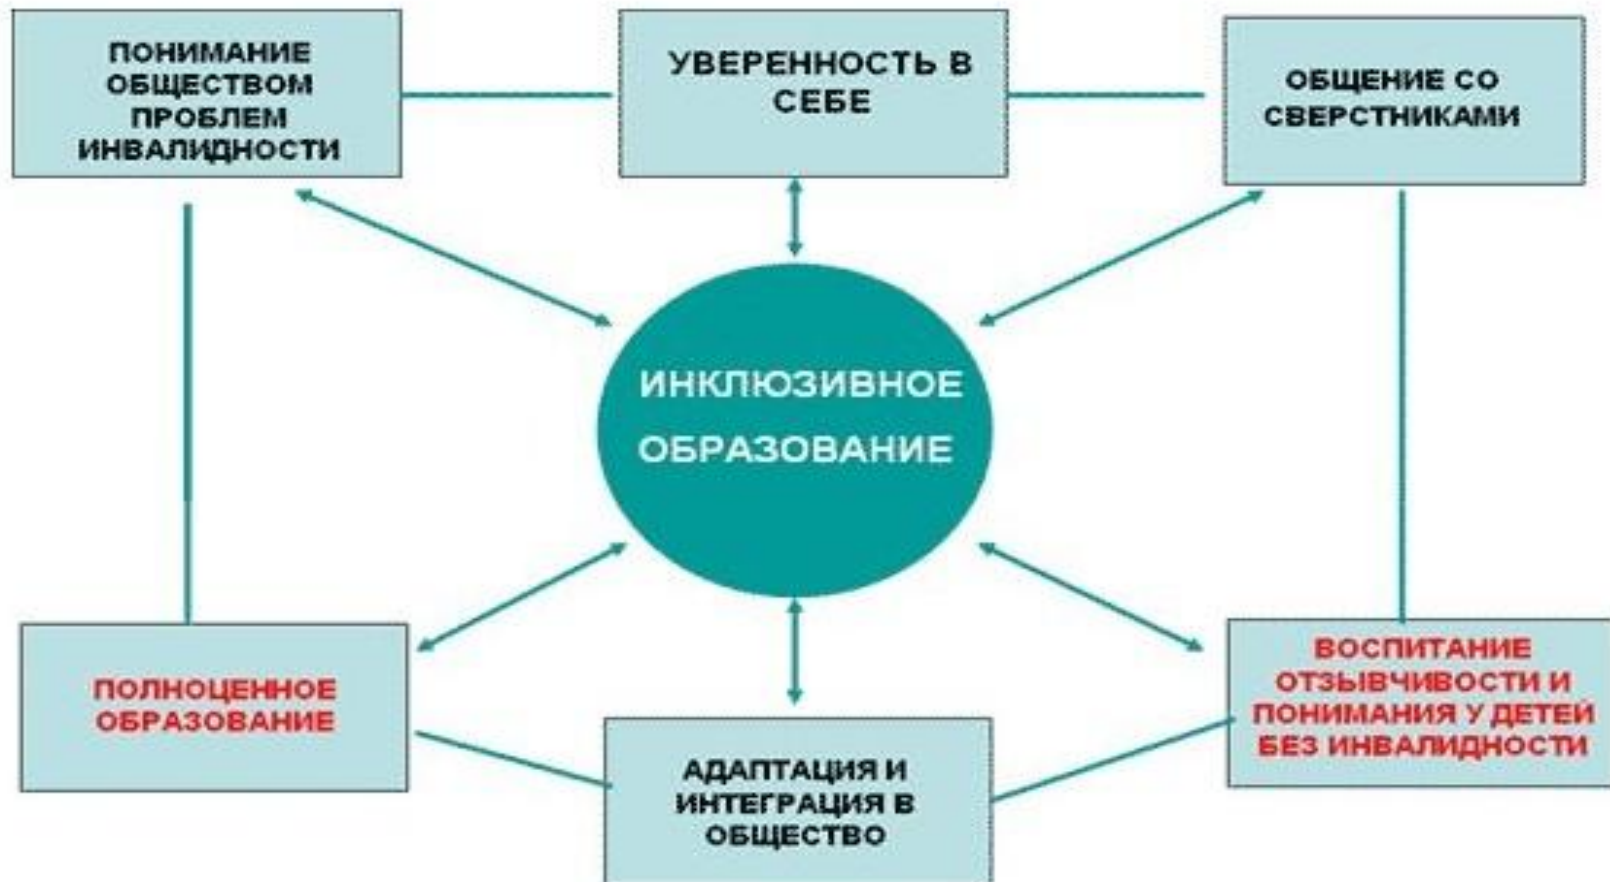 ПОНИМАНИЕ
ОБЩЕСТВОМ
ПРОБЛЕМ
ИНВАЛИДНОСТИ
УВЕРЕННОСТЬ В
СЕБЕ
ОБЩЕНИЕ СО
СВЕРСТНИКАМИ
ИНКЛЮЗИВНОЕ
ОБРАЗОВАНИЕ
ПОЛНОЦЕННОЕ
ОБРАЗОВАНИЕ
АДАПТАЦИЯ И
ИНТЕГРАЦИЯ В
ОБЩЕСТВО
ВОСПИТАНИЕ
ОТЗЫВЧИВОСТИ И
ПОНИМАНИЯ У ДЕТЕЙ
БЕЗ ИНВАЛИДНОСТИ